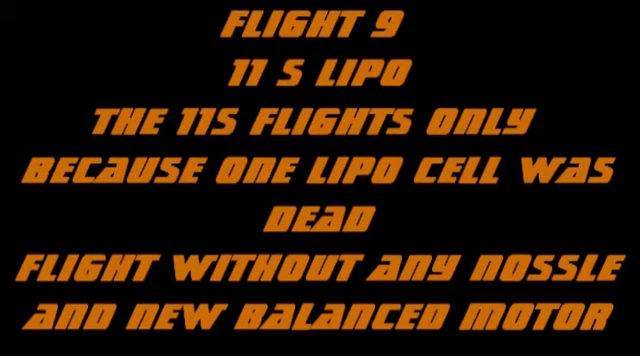 FLIGHT 9
11 S LIPO
THE 11S FLIGHTS ONLY
BECAUSE ONE LIPO CELL WAS
DEAD
FLIGHT WITHOUT ANY NOSSLE
AND NEW BALANCED MOTOR